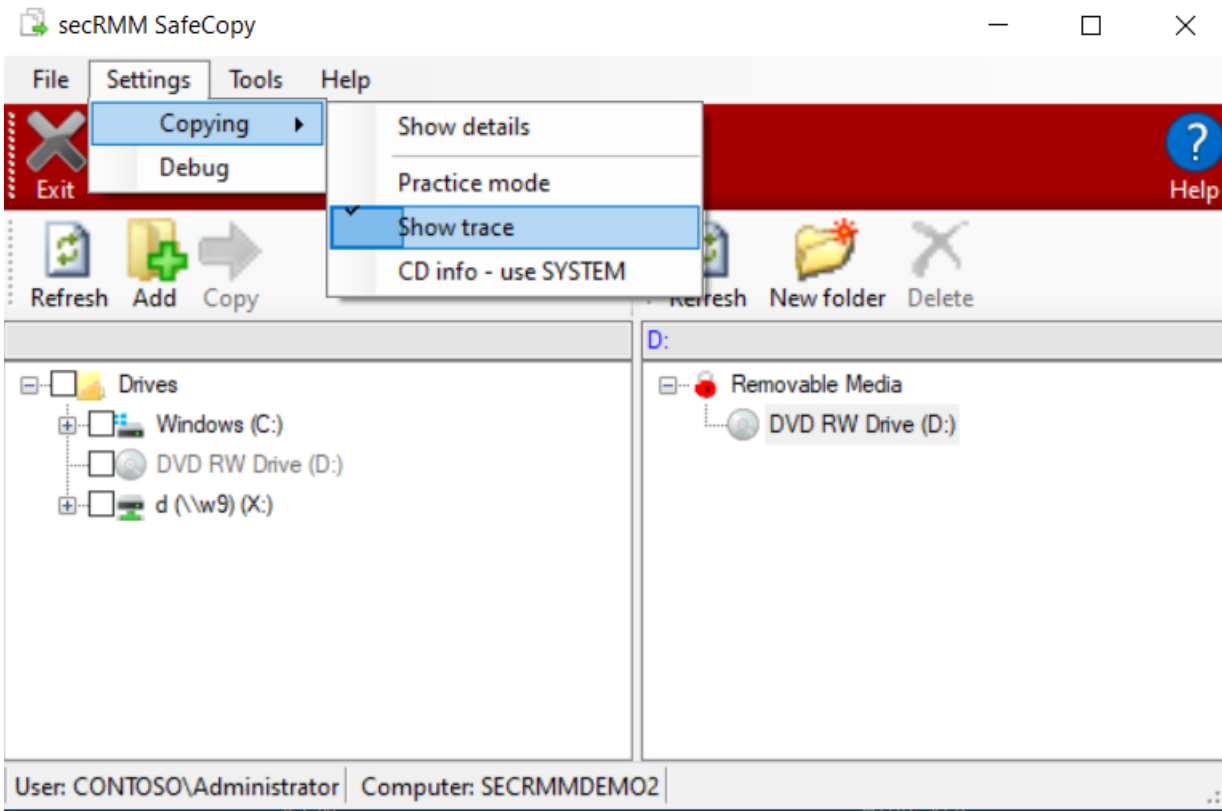 secRMM SafeCopy
File Settings Tools Help
Copying
Debug
Show details
Practice mode
Show trace
CD info - use SYSTEM
Exit
Help
Refresh Add Copy
Refresh New folder Delete
D:
Drives
Windows (C:)
DVD RW Drive (D:)
d (\\w9) (X:)
Removable Media
DVD RW Drive (D:)
User: CONTOSO\Administrator Computer: SECRMMDEMO2